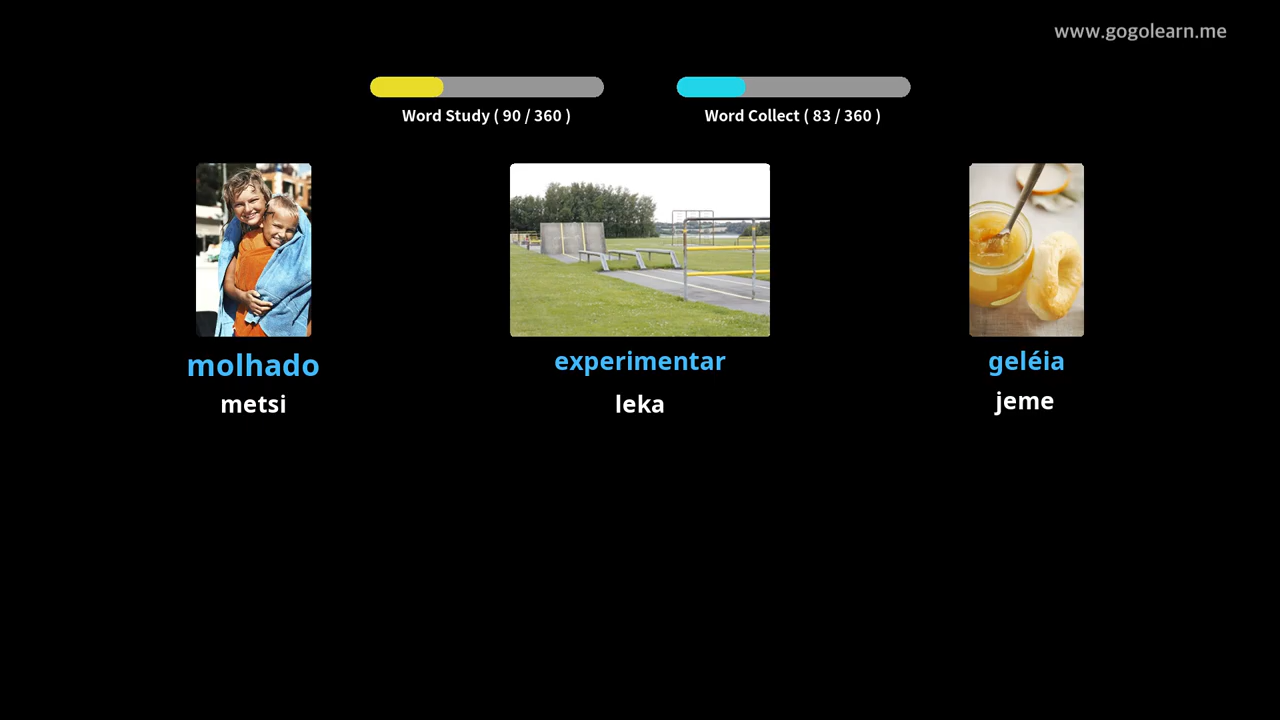 www.gogolearn.me
Word Study ( 90 / 360 )
Word Collect ( 83 / 360 )
molhado
experimentar
geléia
metsi
leka
jeme